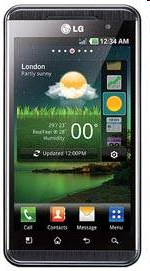 LG
12:34 AM
London
Partly sunny
00°
Updated 12:00PM
Call
Contacts
Message
Menu